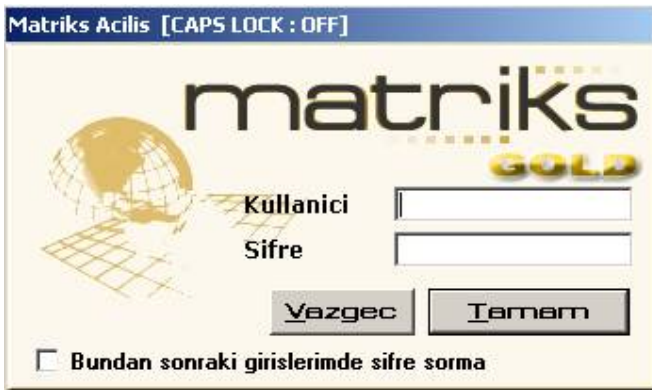 Matriks Acilis [CAPS LOCK : OFF]
matriks
GOLD
Kullanici
Sifre
Vazgec Tamam
Bundan sonraki girislerimde sifre sorma